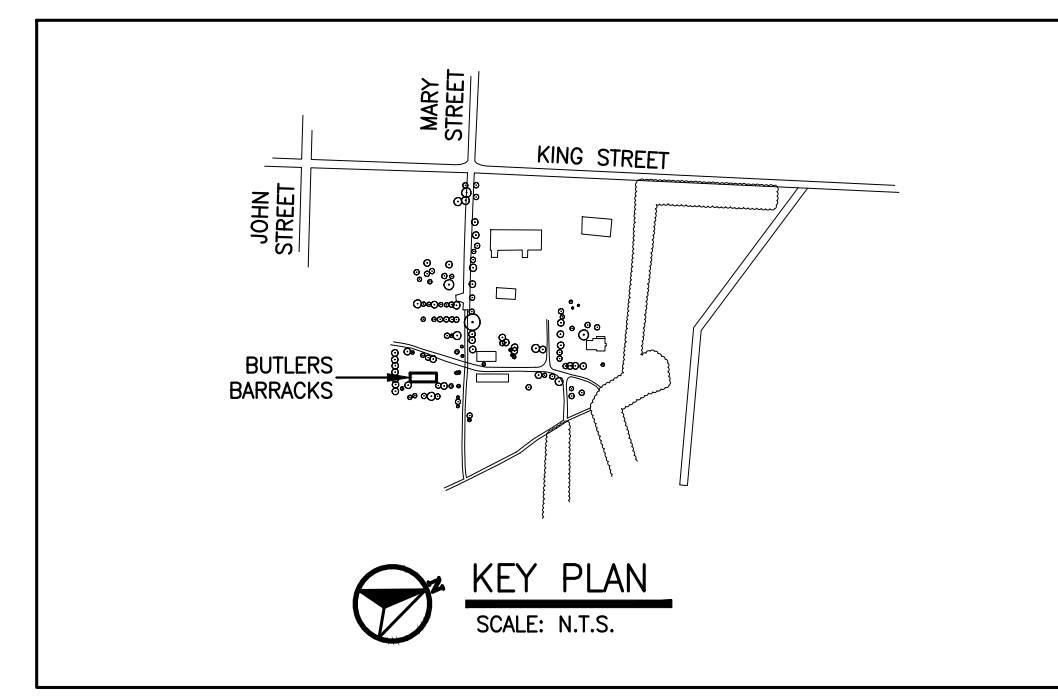 MARY
STREET
KING STREET
JOHN
STREET
BUTLERS
BARRACKS
N
KEY PLAN
SCALE: N.T.S.